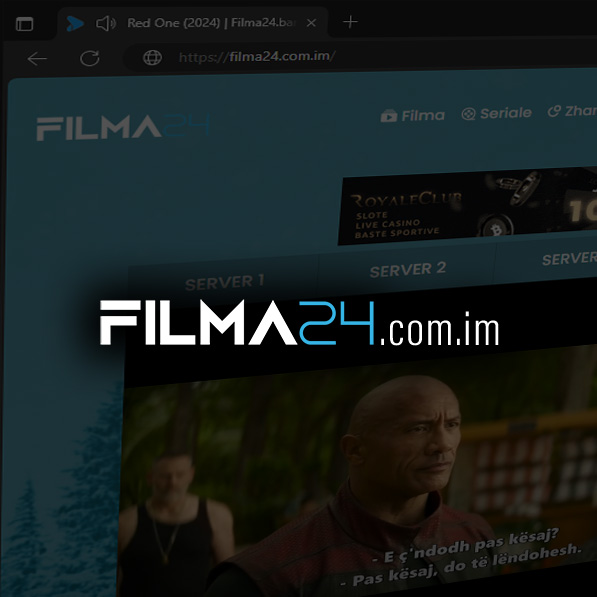 Red One (2024) | Filma24.ba
https://filma24.com.im/
FILMA24
Filma
Seriale
Zhan
ROYALECLUB
SLOTE
LIVE CASINO
BASTE SPORTIVE
10
SERVER 1
SERVER 2
SERVER
FILMA24.com.im
- E ç'ndodh pas kësaj?
- Pas kësaj, do të lëndohesh.